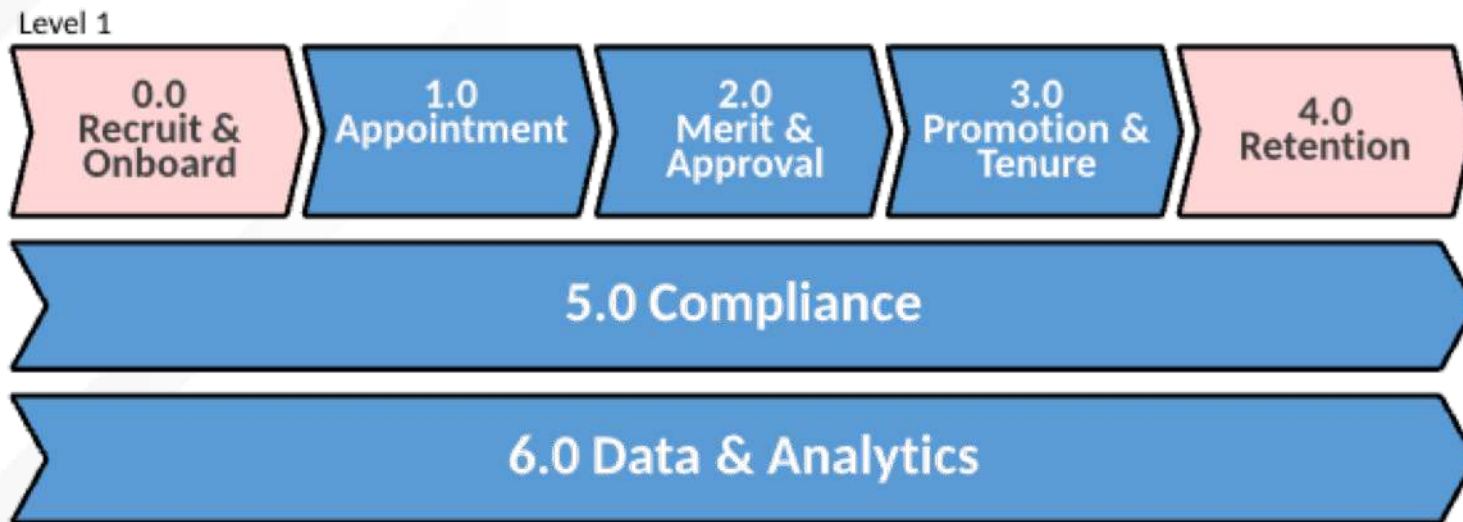 Level 1
0.0
Recruit &
Onboard
1.0
Appointment
2.0
Merit &
Approval
3.0
Promotion &
Tenure
4.0
Retention
5.0 Compliance
6.0 Data & Analytics